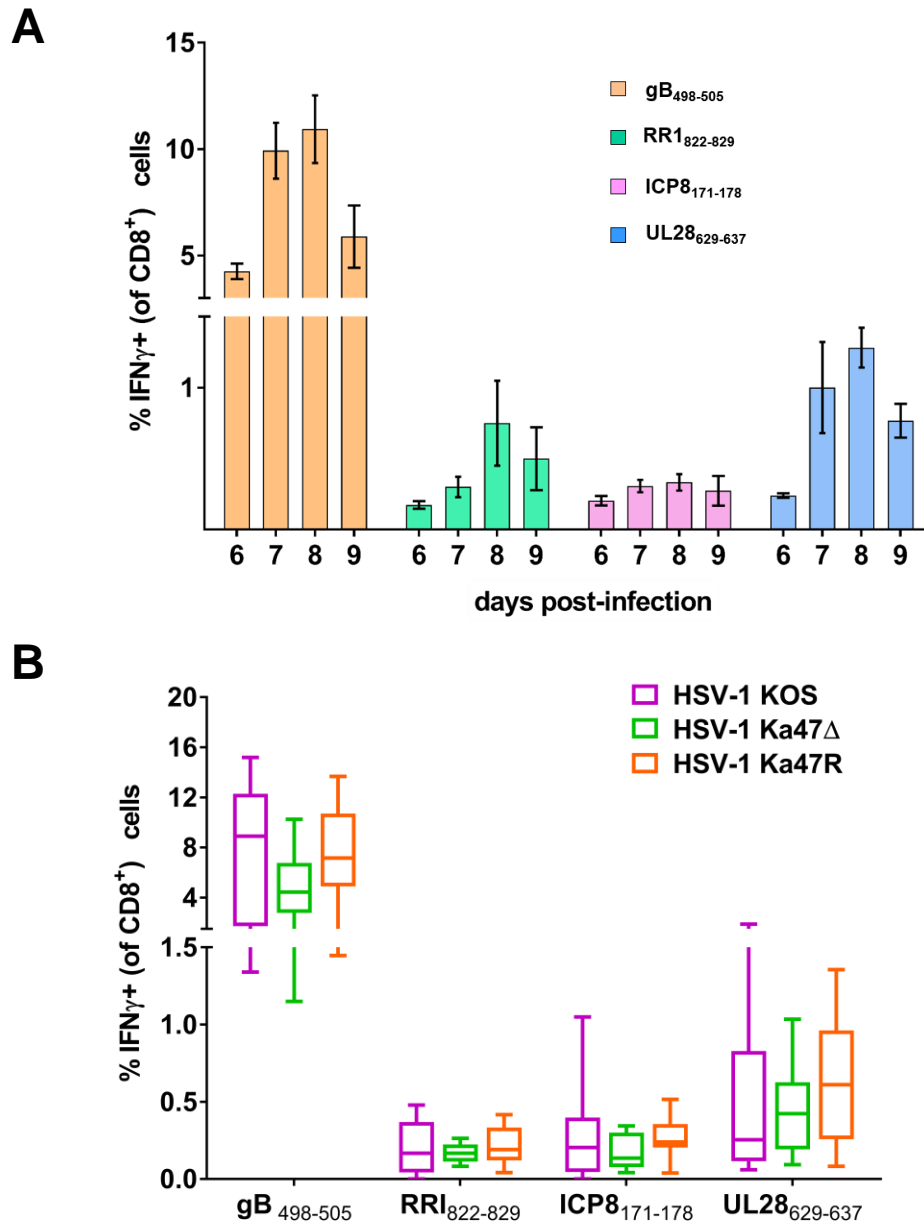 A
15
10
5
1
% IFNγ+ (of CD8⁺) cells
gB₄₉₈₋₅₀₅
RR1₈₂₂₋₈₂₉
ICP8₁₇₁₋₁₇₈
UL28₆₂₉₋₆₃₇
6 7 8 9 6 7 8 9 6 7 8 9 6 7 8 9
days post-infection
B
20
16
12
8
4
1.5
1.0
0.5
0.0
% IFNγ+ (of CD8⁺) cells
HSV-1 KOS
HSV-1 Ka47Δ
HSV-1 Ka47R
gB ₄₉₈₋₅₀₅ RRI₈₂₂₋₈₂₉ ICP8₁₇₁₋₁₇₈ UL28₆₂₉₋₆₃₇